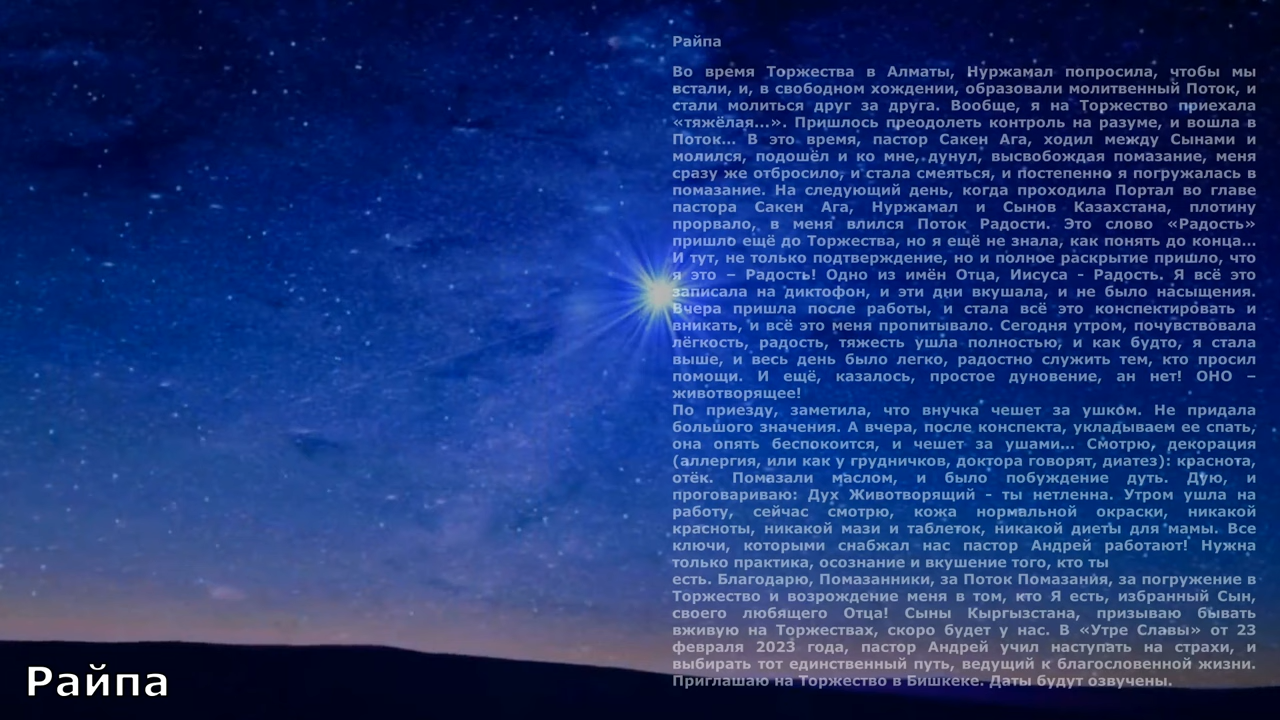 Райпа
Во время Торжества в Алматы, Нуржамал попросила, чтобы мы
встали, и, в свободном хождении, образовали молитвенный Поток, и
стали молиться друг за друга. Вообще, я на Торжество приехала
«тяжёлая...». Пришлось преодолеть контроль на разуме, и вошла в
Поток... В это время, пастор Сакен Ага, ходил между Сынами и
молился, подошёл и ко мне, дунул, высвобождая помазание, меня
сразу же отбросило, и стала смеяться, и постепенно я погружалась в
помазание. На следующий день, когда проходила Портал во главе
пастора Сакен Ага, Нуржамал и Сынов Казахстана, плотину
прорвало, в меня влился Поток Радости. Это слово «Радость»
пришло ещё до Торжества, но я ещё не знала, как понять до конца...
И тут, не только подтверждение, но и полное раскрытие пришло, что
я это – Радость! Одно из имён Отца, Иисуса - Радость. Я всё это
записала на диктофон, и эти дни вкушала, и не было насыщения.
Вчера пришла после работы, и стала всё это конспектировать и
вникать, и всё это меня пропитывало. Сегодня утром, почувствовала
лёгкость, радость, тяжесть ушла полностью, и как будто, я стала
выше, и весь день было легко, радостно служить тем, кто просил
помощи. И ещё, казалось, простое дуновение, ан нет! ОНО –
животворящее!
По приезду, заметила, что внучка чешет за ушком. Не придала
большого значения. А вчера, после конспекта, укладываем ее спать,
она опять беспокоится, и чешет за ушами... Смотрю, декорация
(аллергия, или как у грудничков, доктора говорят, диатез): краснота,
отёк. Помазали маслом, и было побуждение дуть. Дую, и
проговариваю: Дух Животворящий - ты нетленна. Утром ушла на
работу, сейчас смотрю, кожа нормальной окраски, никакой
красноты, никакой мази и таблеток, никакой диеты для мамы. Все
ключи, которыми снабжал нас пастор Андрей работают! Нужна
только практика, осознание и вкушение того, кто ты
есть. Благодарю, Помазанники, за Поток Помазания, за погружение в
Торжество и возрождение меня в том, кто Я есть, избранный Сын,
своего любящего Отца! Сыны Кыргызстана, призываю бывать
вживую на Торжествах, скоро будет у нас. В «Утре Славы» от 23
февраля 2023 года, пастор Андрей учил наступать на страхи, и
выбирать тот единственный путь, ведущий к благословенной жизни.
Приглашаю на Торжество в Бишкеке. Даты будут озвучены.
Райпа